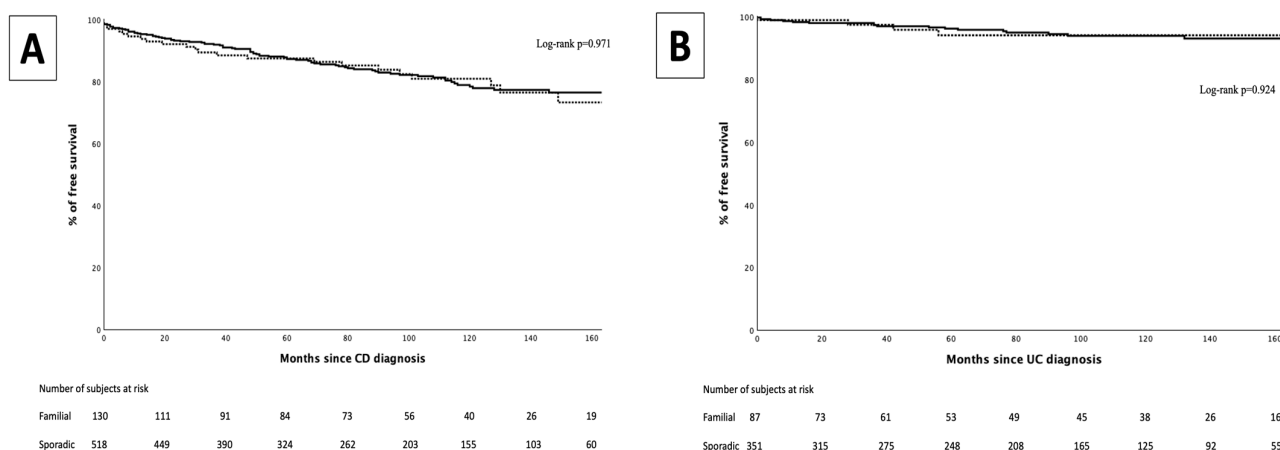 A
% of free survival
100
80
60
40
20
0
Log-rank p=0.971
0 20 40 60 80 100 120 140 160
Months since CD diagnosis
Number of subjects at risk
Familial 130 111 91 84 73 56 40 26 19
Sporadic 518 449 390 324 262 203 155 103 60
B
% of free survival
100
80
60
40
20
0
Log-rank p=0.924
0 20 40 60 80 100 120 140 160
Months since UC diagnosis
Number of subjects at risk
Familial 87 73 61 53 49 45 38 26 16
Sporadic 351 315 275 248 208 165 125 92 55